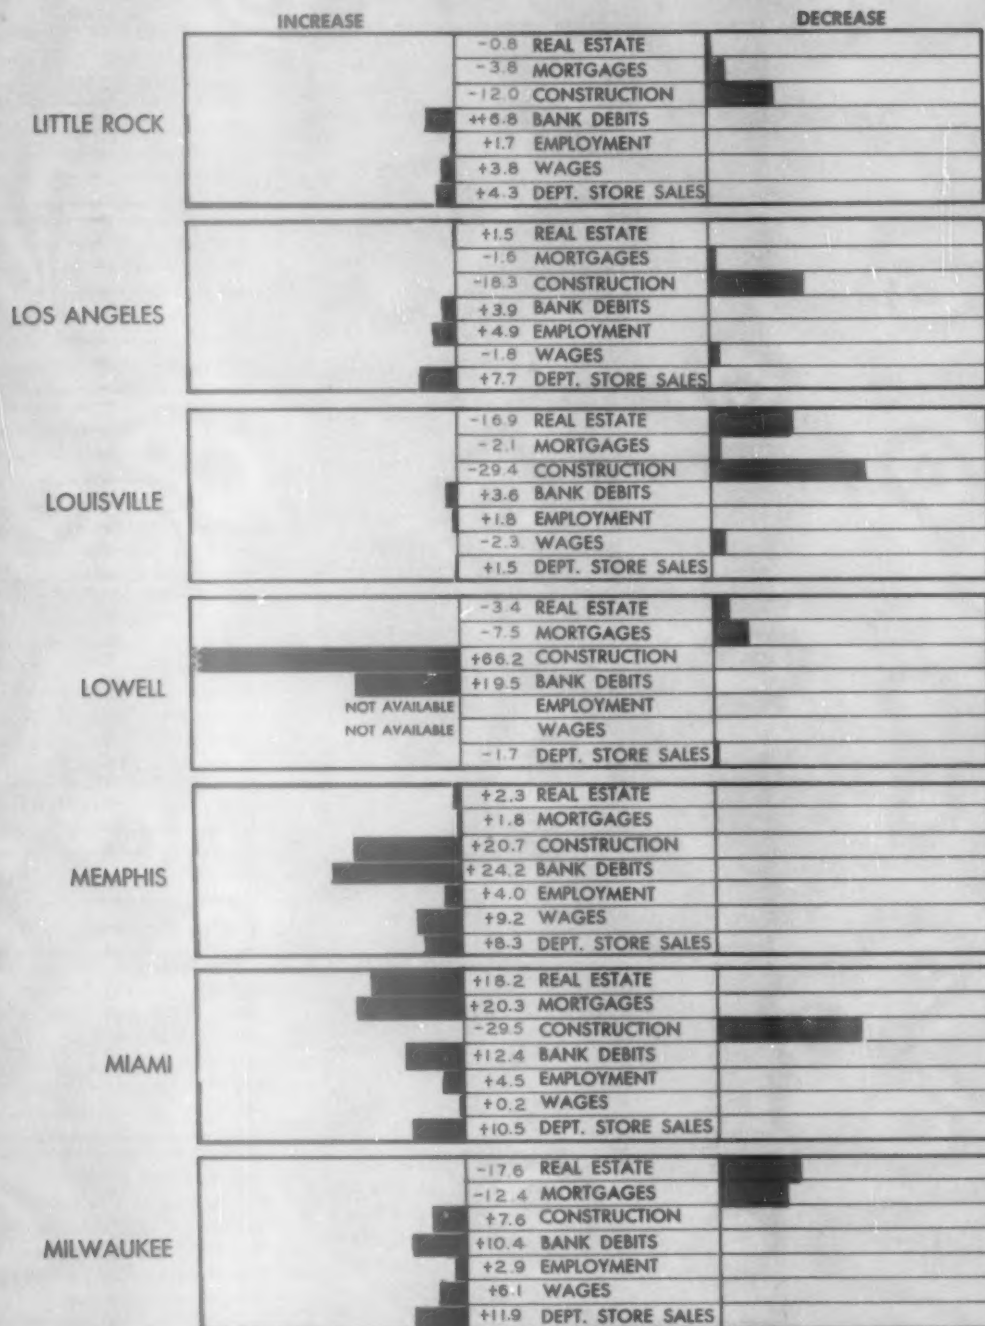 INCREASE DECREASE
LITTLE ROCK
-0.8 REAL ESTATE
-3.8 MORTGAGES
-12.0 CONSTRUCTION
++6.8 BANK DEBITS
+1.7 EMPLOYMENT
+3.8 WAGES
+4.3 DEPT. STORE SALES
LOS ANGELES
+1.5 REAL ESTATE
-1.6 MORTGAGES
-18.3 CONSTRUCTION
+3.9 BANK DEBITS
+4.9 EMPLOYMENT
-1.8 WAGES
+7.7 DEPT. STORE SALES
LOUISVILLE
-16.9 REAL ESTATE
-2.1 MORTGAGES
-29.4 CONSTRUCTION
+3.6 BANK DEBITS
+1.8 EMPLOYMENT
-2.3 WAGES
+1.5 DEPT. STORE SALES
LOWELL
-3.4 REAL ESTATE
-7.5 MORTGAGES
+66.2 CONSTRUCTION
+19.5 BANK DEBITS
NOT AVAILABLE EMPLOYMENT
NOT AVAILABLE WAGES
-1.7 DEPT. STORE SALES
MEMPHIS
+2.3 REAL ESTATE
+1.8 MORTGAGES
+20.7 CONSTRUCTION
+24.2 BANK DEBITS
+4.0 EMPLOYMENT
+9.2 WAGES
+8.3 DEPT. STORE SALES
MIAMI
+18.2 REAL ESTATE
+20.3 MORTGAGES
-29.5 CONSTRUCTION
+12.4 BANK DEBITS
+4.5 EMPLOYMENT
+0.2 WAGES
+10.5 DEPT. STORE SALES
MILWAUKEE
-17.6 REAL ESTATE
-12.4 MORTGAGES
+7.6 CONSTRUCTION
+10.4 BANK DEBITS
+2.9 EMPLOYMENT
+6.1 WAGES
+11.9 DEPT. STORE SALES